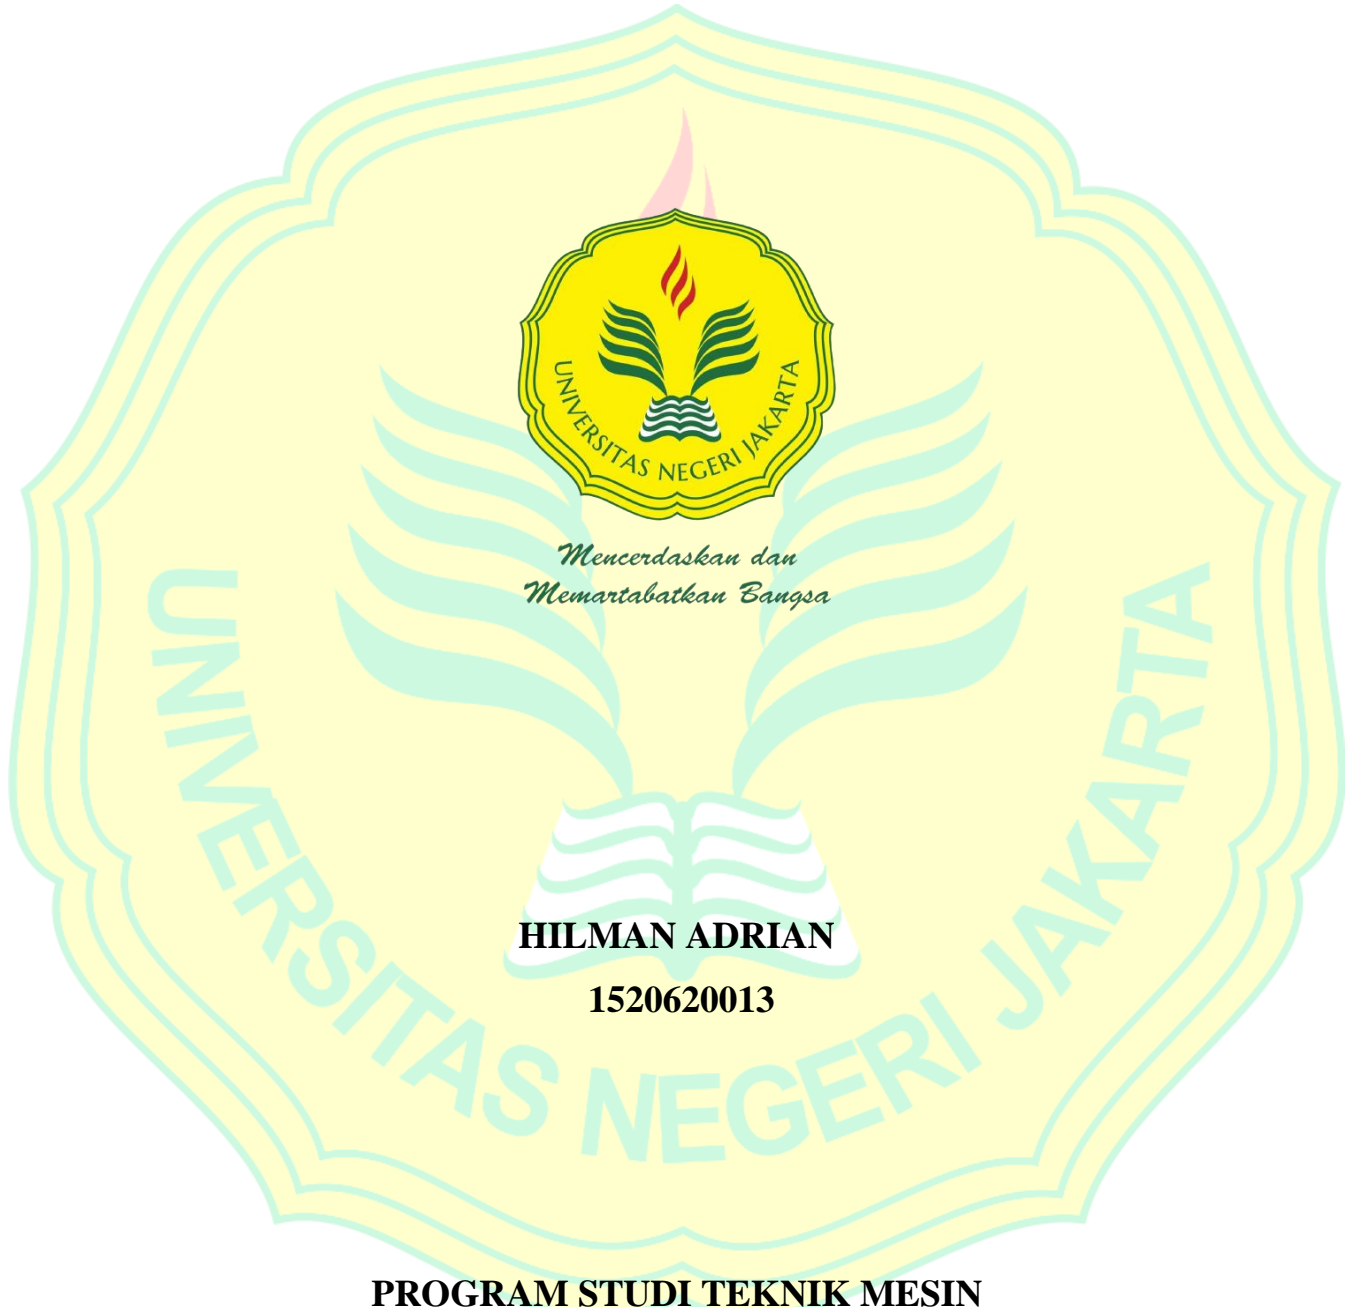 UNIVERSITAS NEGERI JAKARTA
Mencerdaskan dan
Memartabatkan Bangsa
UNIVERSITAS NEGERI JAKARTA
HILMAN ADRIAN
1520620013
PROGRAM STUDI TEKNIK MESIN